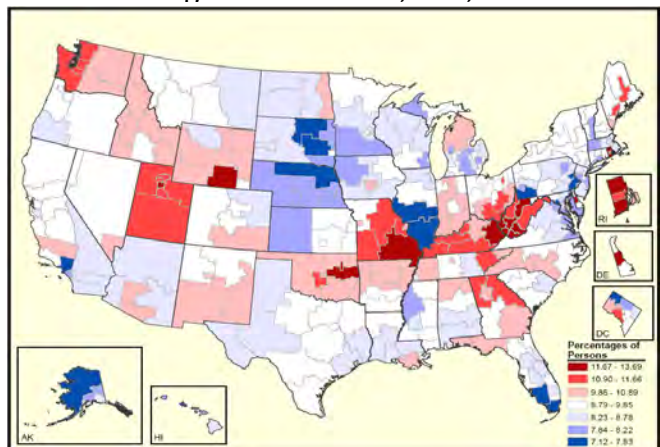 RI
DE
DC
Percentages of
Persons
11.67 - 13.69
10.90 - 11.66
9.86 - 10.89
8.79 - 9.85
8.23 - 8.78
7.84 - 8.22
7.12 - 7.83
AK
HI